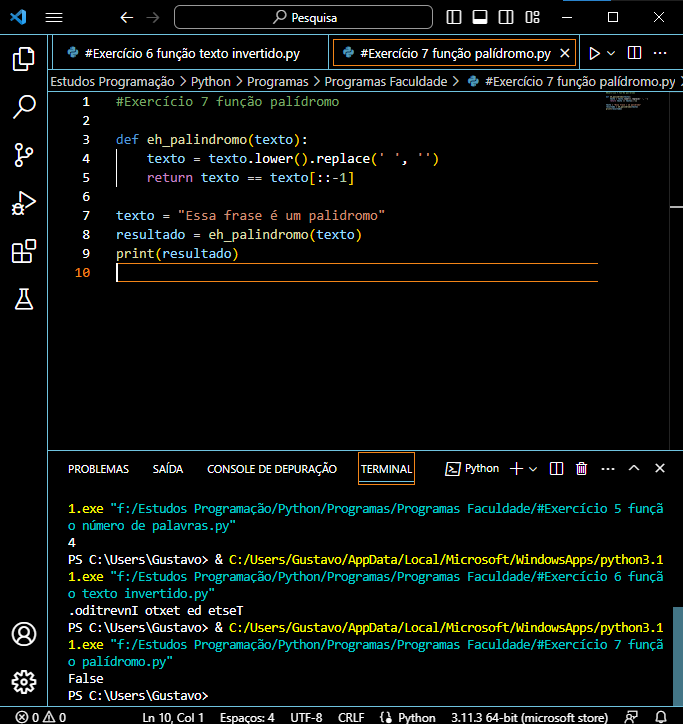 Pesquisa
#Exercício 6 função texto invertido.py
#Exercício 7 função palídromo.py
Estudos Programação > Python > Programas > Programas Faculdade > #Exercício 7 função palídromo.py >
1 #Exercício 7 função palídromo
2
3 def eh_palindromo(texto):
4 texto = texto.lower().replace(' ', '')
5 return texto == texto[::-1]
6
7 texto = "Essa frase é um palidromo"
8 resultado = eh_palindromo(texto)
9 print(resultado)
10
PROBLEMAS SAÍDA CONSOLE DE DEPURAÇÃO TERMINAL Python
1.exe "f:/Estudos Programação/Python/Programas/Programas Faculdade/#Exercício 5 funçã
o número de palavras.py"
4
PS C:\Users\Gustavo> & C:/Users/Gustavo/AppData/Local/Microsoft/WindowsApps/python3.1
1.exe "f:/Estudos Programação/Python/Programas/Programas Faculdade/#Exercício 6 funçã
o texto invertido.py"
.oditrevnI otxet ed etseT
PS C:\Users\Gustavo> & C:/Users/Gustavo/AppData/Local/Microsoft/WindowsApps/python3.1
1.exe "f:/Estudos Programação/Python/Programas/Programas Faculdade/#Exercício 7 funçã
o palídromo.py"
False
PS C:\Users\Gustavo>
0 0 Ln 10, Col 1 Espaços: 4 UTF-8 CRLF Python 3.11.3 64-bit (microsoft store)